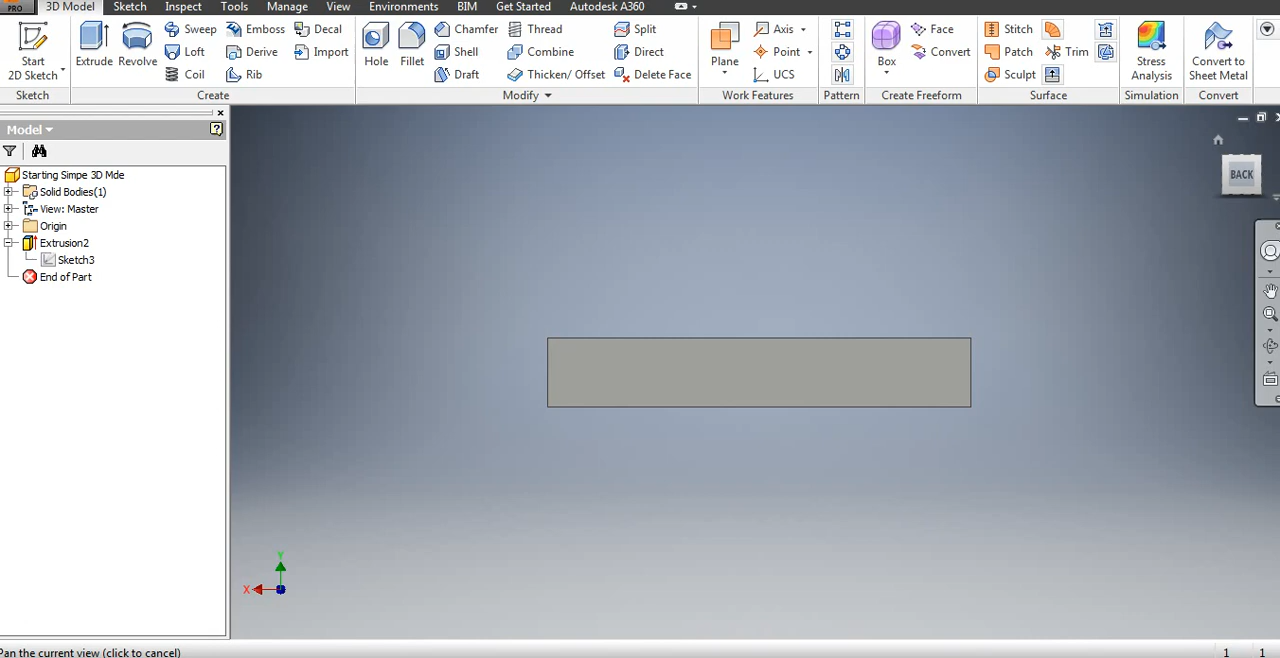 PRO 3D Model Sketch Inspect Tools Manage View Environments BIM Get Started Autodesk A360
Start 2D Sketch Extrude Revolve Sweep Emboss Decal Hole Fillet Chamfer Thread Split Plane Axis Box Face Stitch Stress Analysis Convert to Sheet Metal
Loft Derive Import Shell Combine Direct Point Convert Patch Trim
Coil Rib Draft Thicken/ Offset Delete Face UCS Sculpt
Sketch Create Modify Work Features Pattern Create Freeform Surface Simulation Convert
Model
Starting Simpe 3D Mde
Solid Bodies(1)
View: Master
Origin
Extrusion2
Sketch3
End of Part
BACK
Y
X
Pan the current view (click to cancel) 1 1